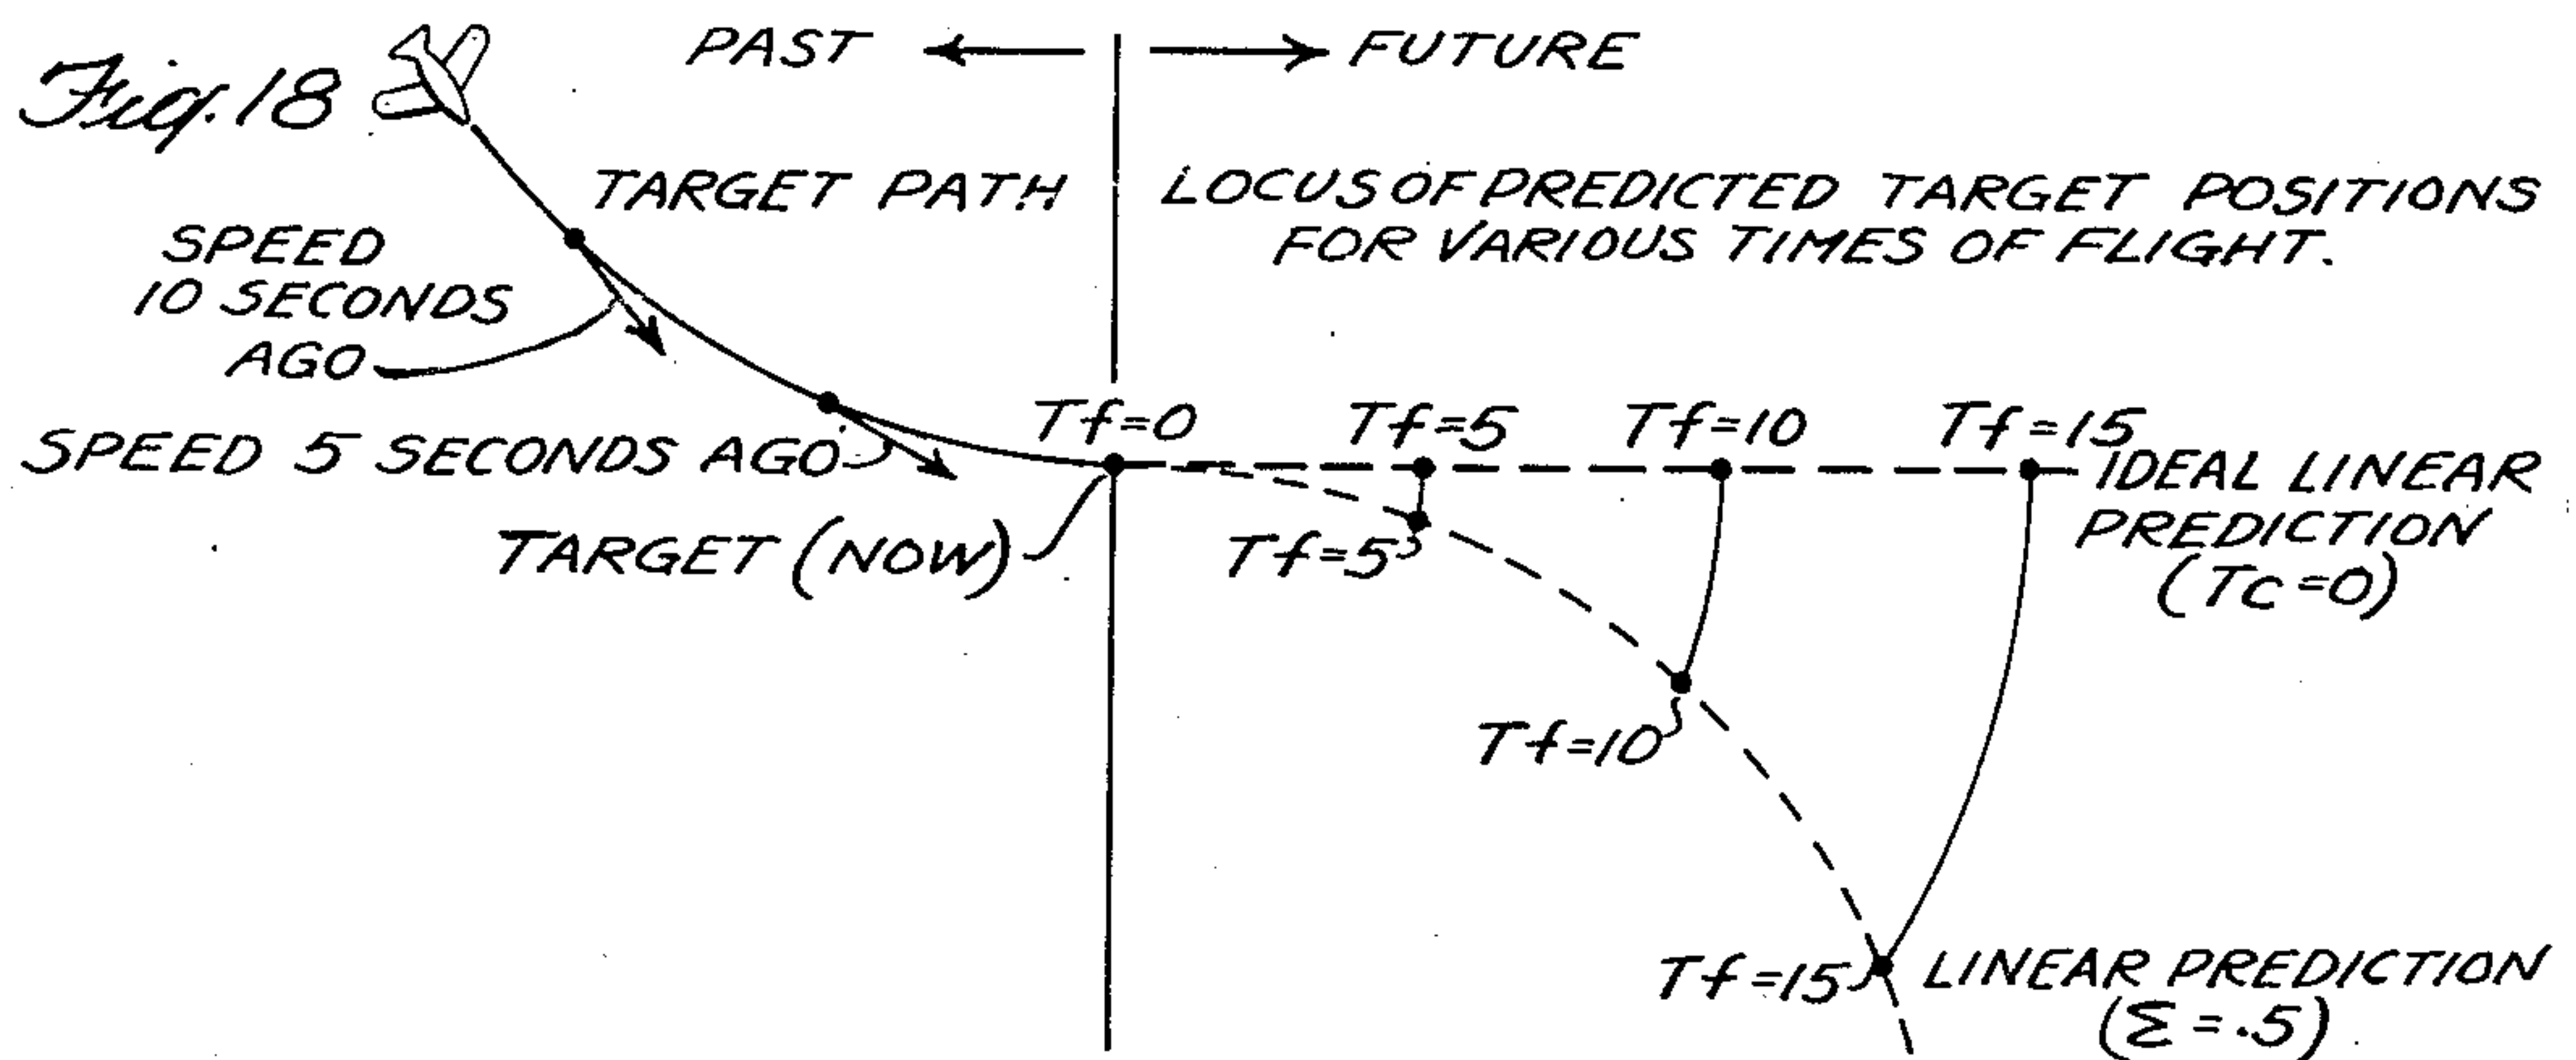 Fig. 18
PAST
FUTURE
TARGET PATH
LOCUS OF PREDICTED TARGET POSITIONS
FOR VARIOUS TIMES OF FLIGHT.
SPEED
10 SECONDS
AGO
SPEED 5 SECONDS AGO
Tf=0
Tf=5
Tf=10
Tf=15
IDEAL LINEAR
PREDICTION
(Tc=0)
TARGET (NOW)
Tf=5
Tf=10
Tf=15
LINEAR PREDICTION
(Σ=.5)